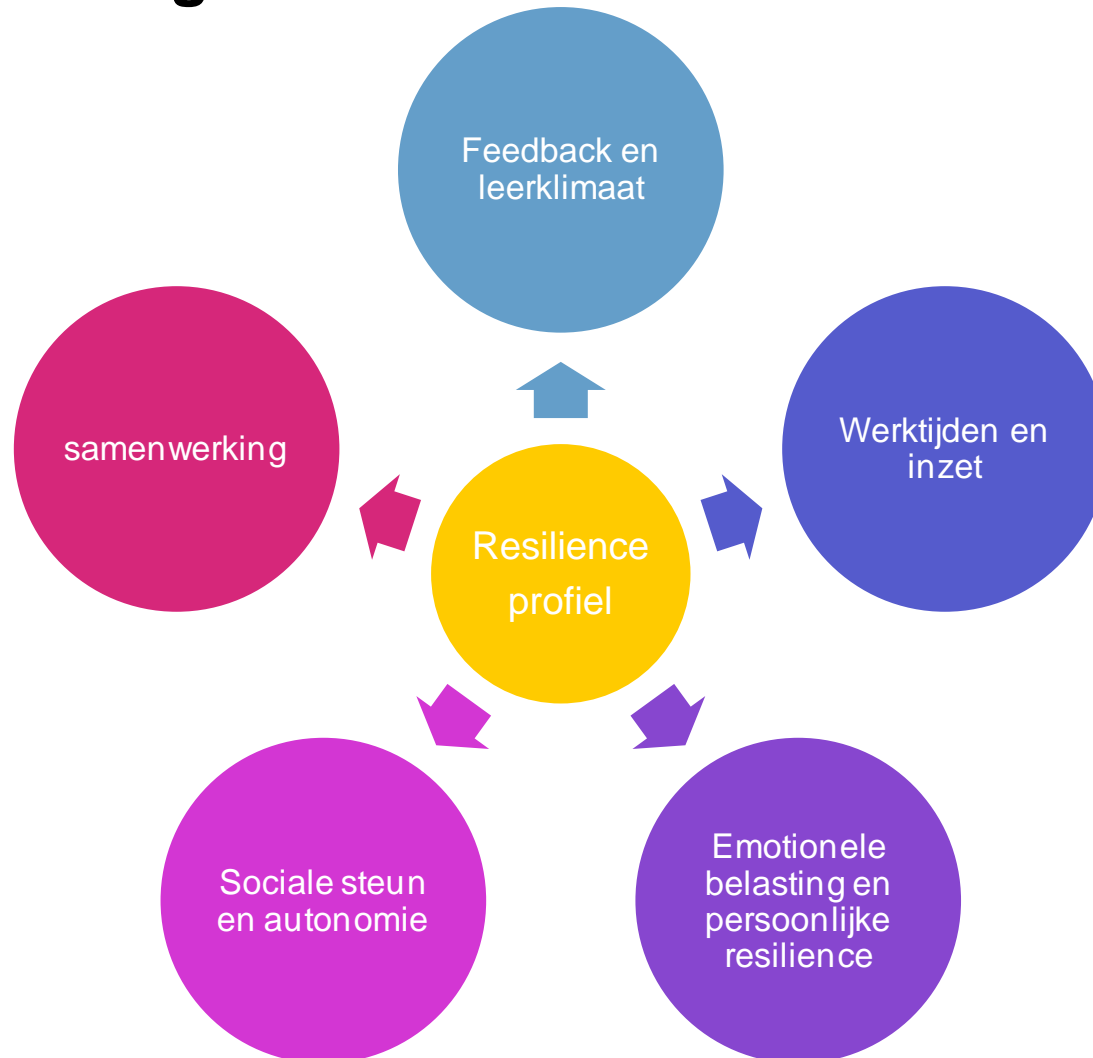 Feedback en
leerklimaat
Werktijden en
inzet
samenwerking
Resilience
profiel
Sociale steun
en autonomie
Emotionele
belasting en
persoonlijke
resilience